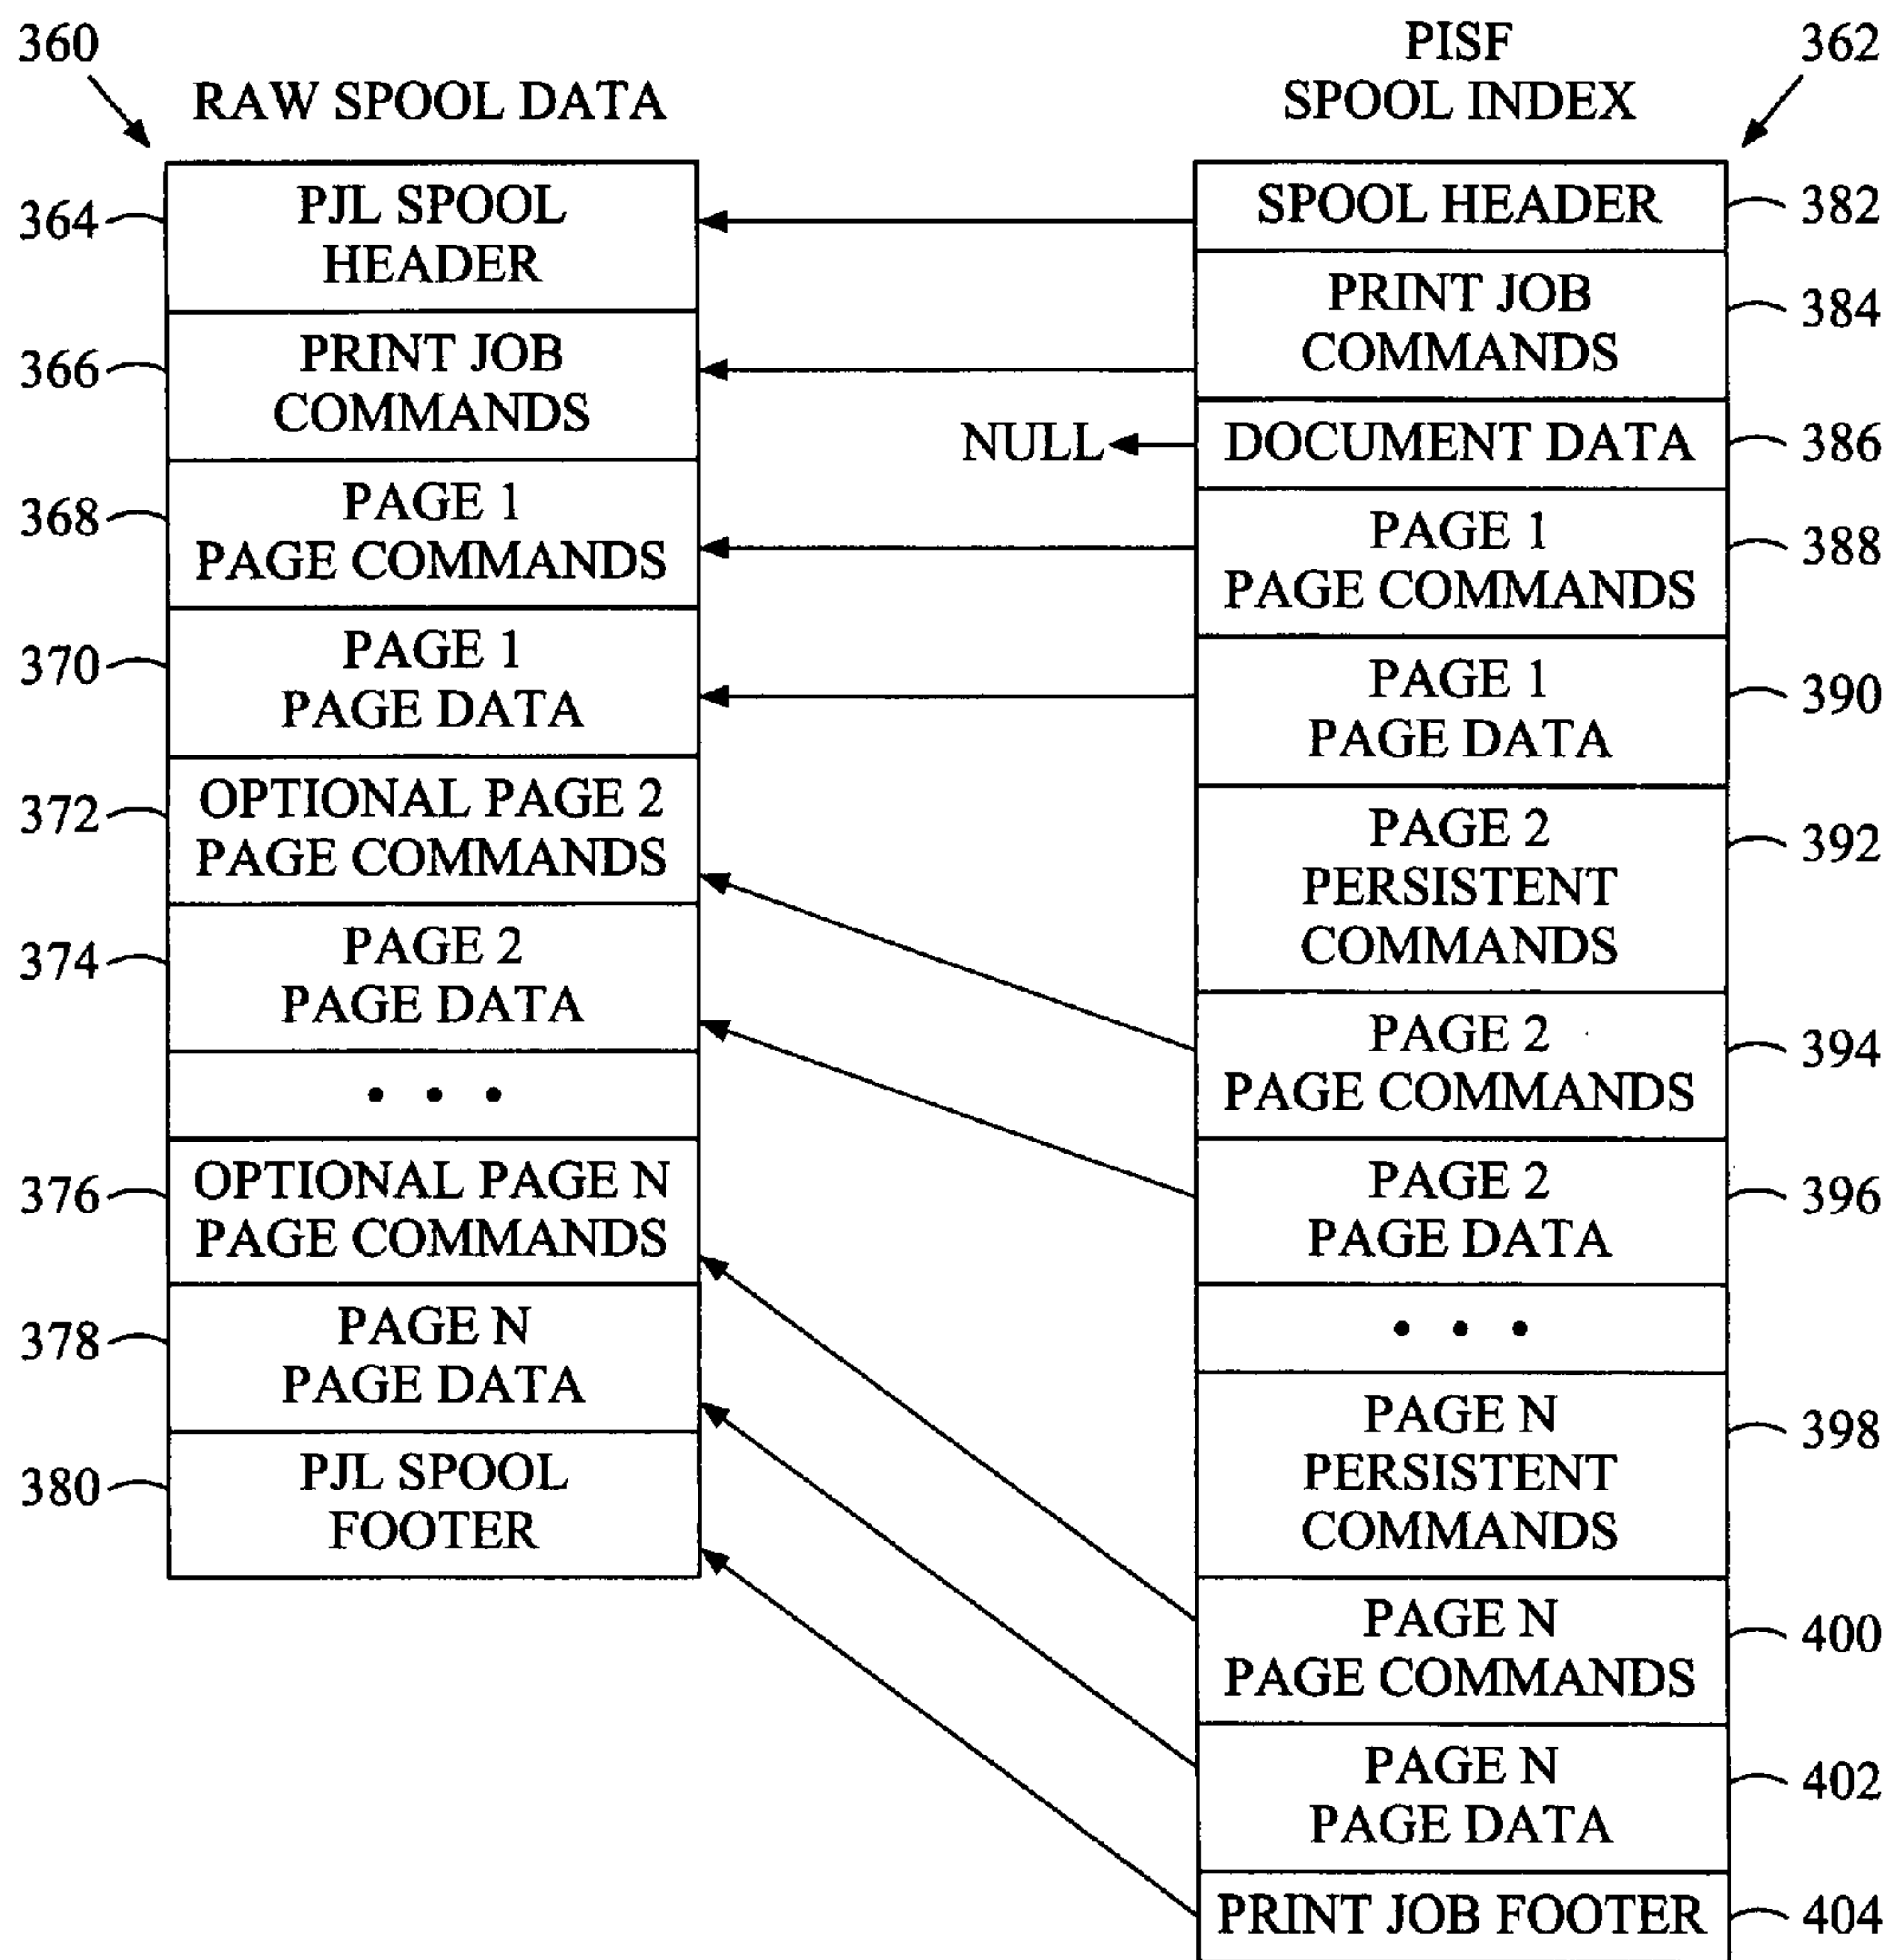 360
RAW SPOOL DATA
364
PJL SPOOL
HEADER
366
PRINT JOB
COMMANDS
368
PAGE 1
PAGE COMMANDS
370
PAGE 1
PAGE DATA
372
OPTIONAL PAGE 2
PAGE COMMANDS
374
PAGE 2
PAGE DATA
• • •
376
OPTIONAL PAGE N
PAGE COMMANDS
378
PAGE N
PAGE DATA
380
PJL SPOOL
FOOTER
PISF
SPOOL INDEX
362
SPOOL HEADER
382
PRINT JOB
COMMANDS
384
NULL
DOCUMENT DATA
386
PAGE 1
PAGE COMMANDS
388
PAGE 1
PAGE DATA
390
PAGE 2
PERSISTENT
COMMANDS
392
PAGE 2
PAGE COMMANDS
394
PAGE 2
PAGE DATA
396
• • •
PAGE N
PERSISTENT
COMMANDS
398
PAGE N
PAGE COMMANDS
400
PAGE N
PAGE DATA
402
PRINT JOB FOOTER
404